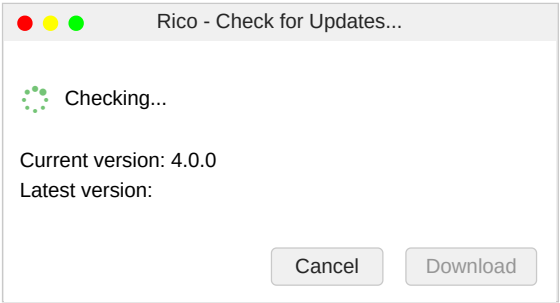 Rico - Check for Updates...
Checking...
Current version: 4.0.0
Latest version:
Cancel Download